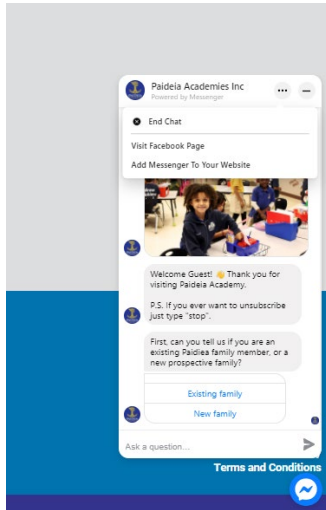 Paideia Academies Inc
Powered by Messenger
End Chat
Visit Facebook Page
Add Messenger To Your Website
Welcome Guest! 👋 Thank you for
visiting Paideia Academy.
P.S. If you ever want to unsubscribe
just type "stop".
First, can you tell us if you are an
existing Paidiea family member, or a
new prospective family?
Existing family
New family
Ask a question...
Terms and Conditions